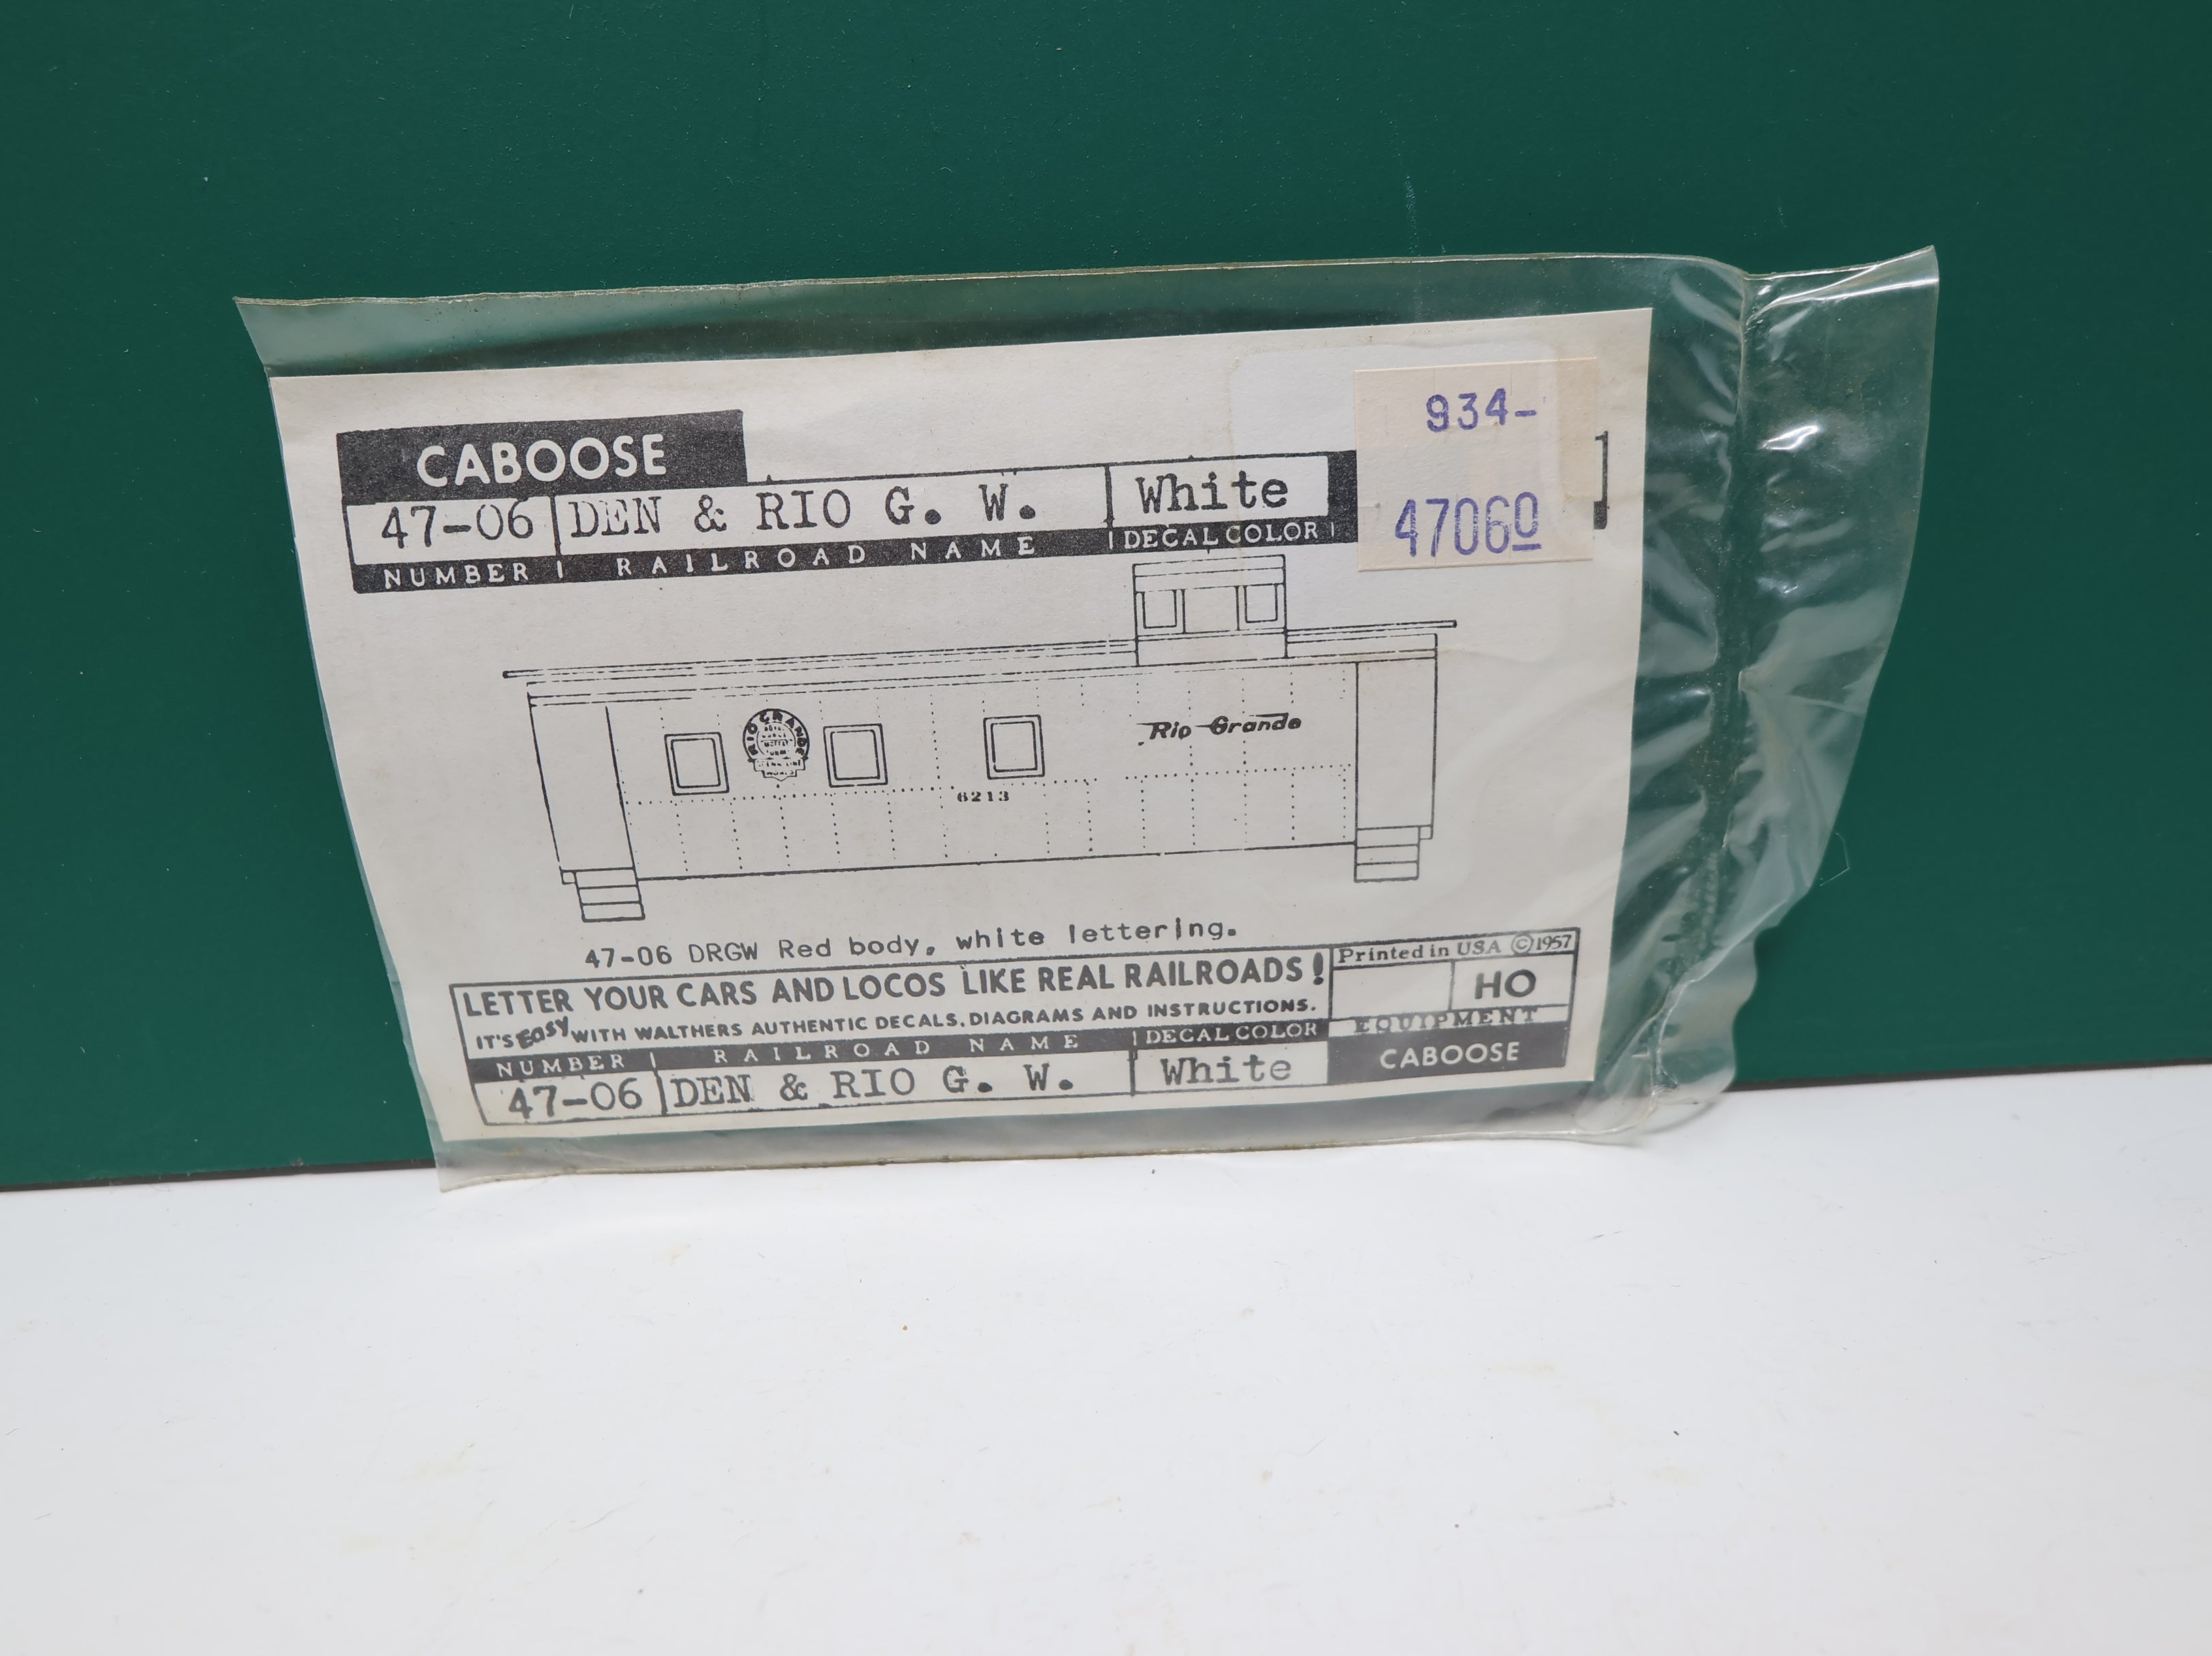 934-
47060
CABOOSE
47-06 DEN & RIO G. W. White
NUMBER RAILROAD NAME DECAL COLOR
RIO GRANDE
Rio Grande
6213
47-06 DRGW Red body, white lettering.
LETTER YOUR CARS AND LOCOS LIKE REAL RAILROADS!
IT'S EASY WITH WALTHERS AUTHENTIC DECALS, DIAGRAMS AND INSTRUCTIONS.
Printed in USA ©1957
HO
EQUIPMENT
CABOOSE
NUMBER RAILROAD NAME DECAL COLOR
47-06 DEN & RIO G. W. White